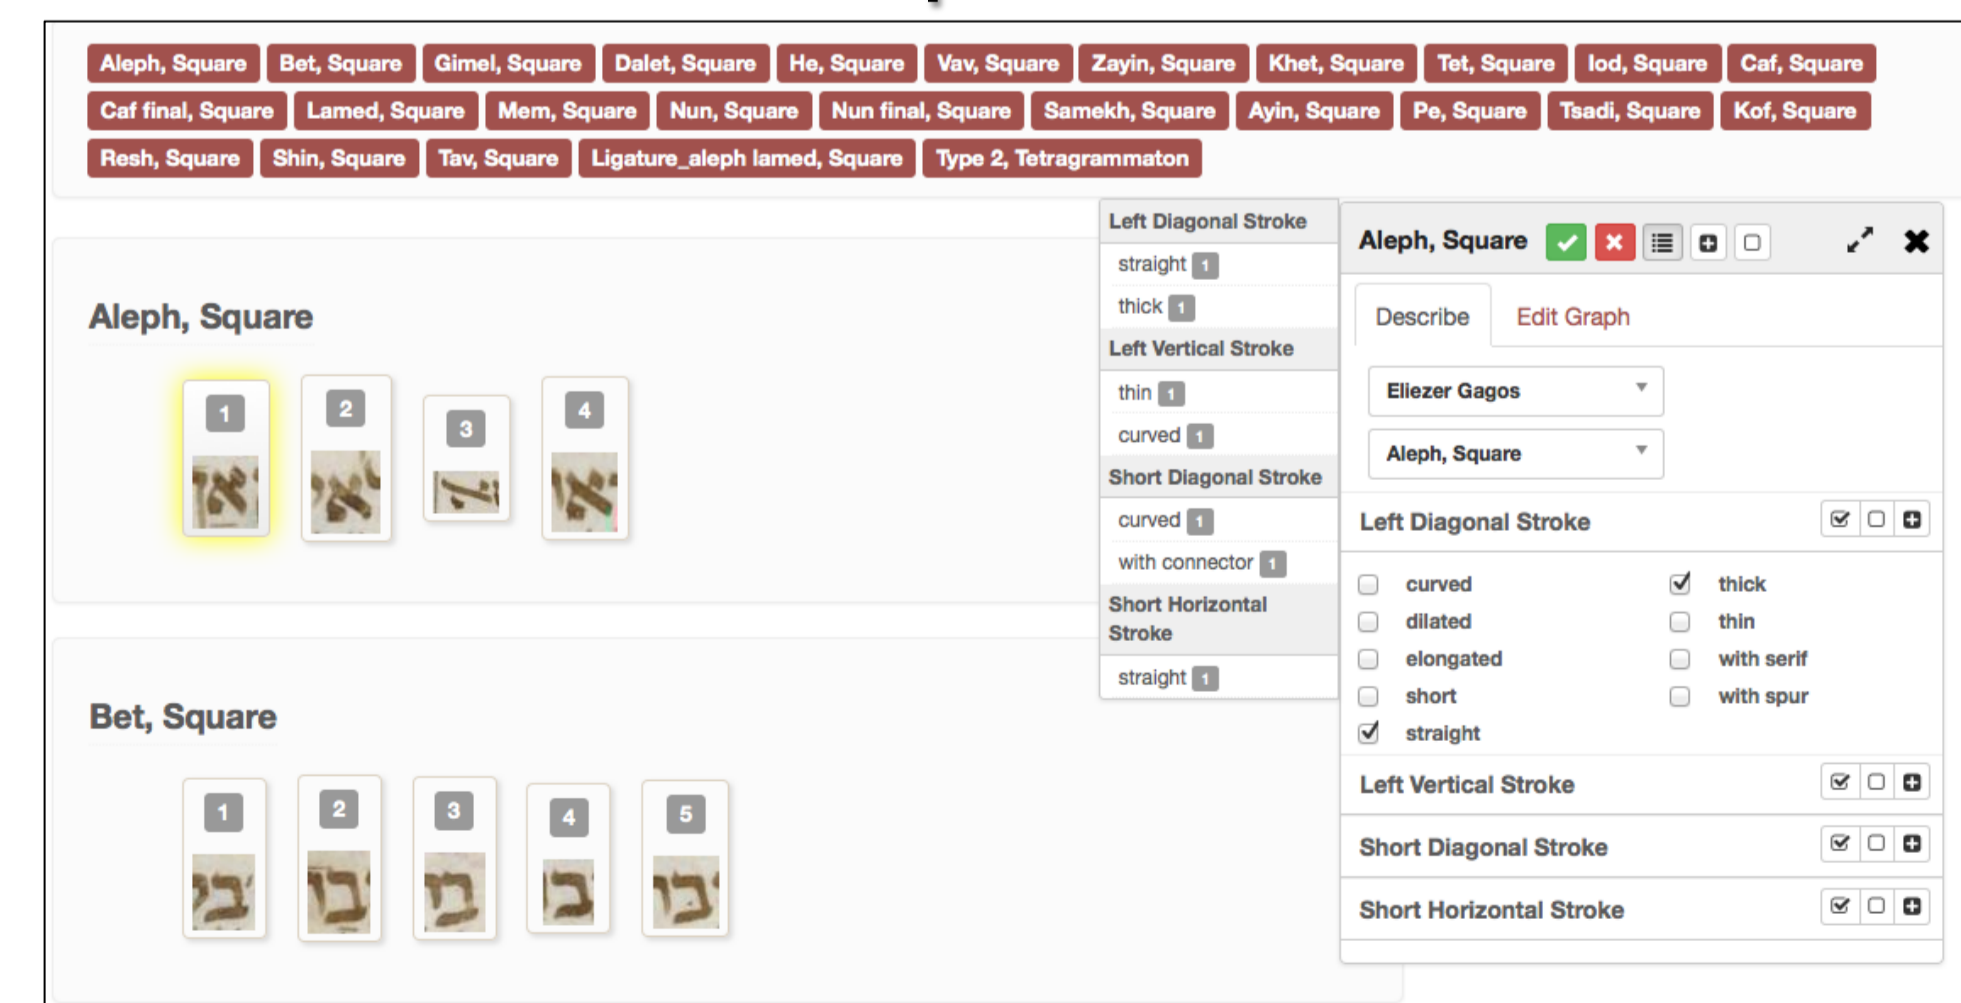 Aleph, Square Bet, Square Gimel, Square Dalet, Square He, Square Vav, Square Zayin, Square Khet, Square Tet, Square Iod, Square Caf, Square
Caf final, Square Lamed, Square Mem, Square Nun, Square Nun final, Square Samekh, Square Ayin, Square Pe, Square Tsadi, Square Kof, Square
Resh, Square Shin, Square Tav, Square Ligature_aleph lamed, Square Type 2, Tetragrammaton
Aleph, Square
1 2 3 4
Bet, Square
1 2 3 4 5
Left Diagonal Stroke
straight 1
thick 1
Left Vertical Stroke
thin 1
curved 1
Short Diagonal Stroke
curved 1
with connector 1
Short Horizontal
Stroke
straight 1
Aleph, Square
Describe Edit Graph
Eliezer Gagos
Aleph, Square
Left Diagonal Stroke
curved thick
dilated thin
elongated with serif
short with spur
straight
Left Vertical Stroke
Short Diagonal Stroke
Short Horizontal Stroke